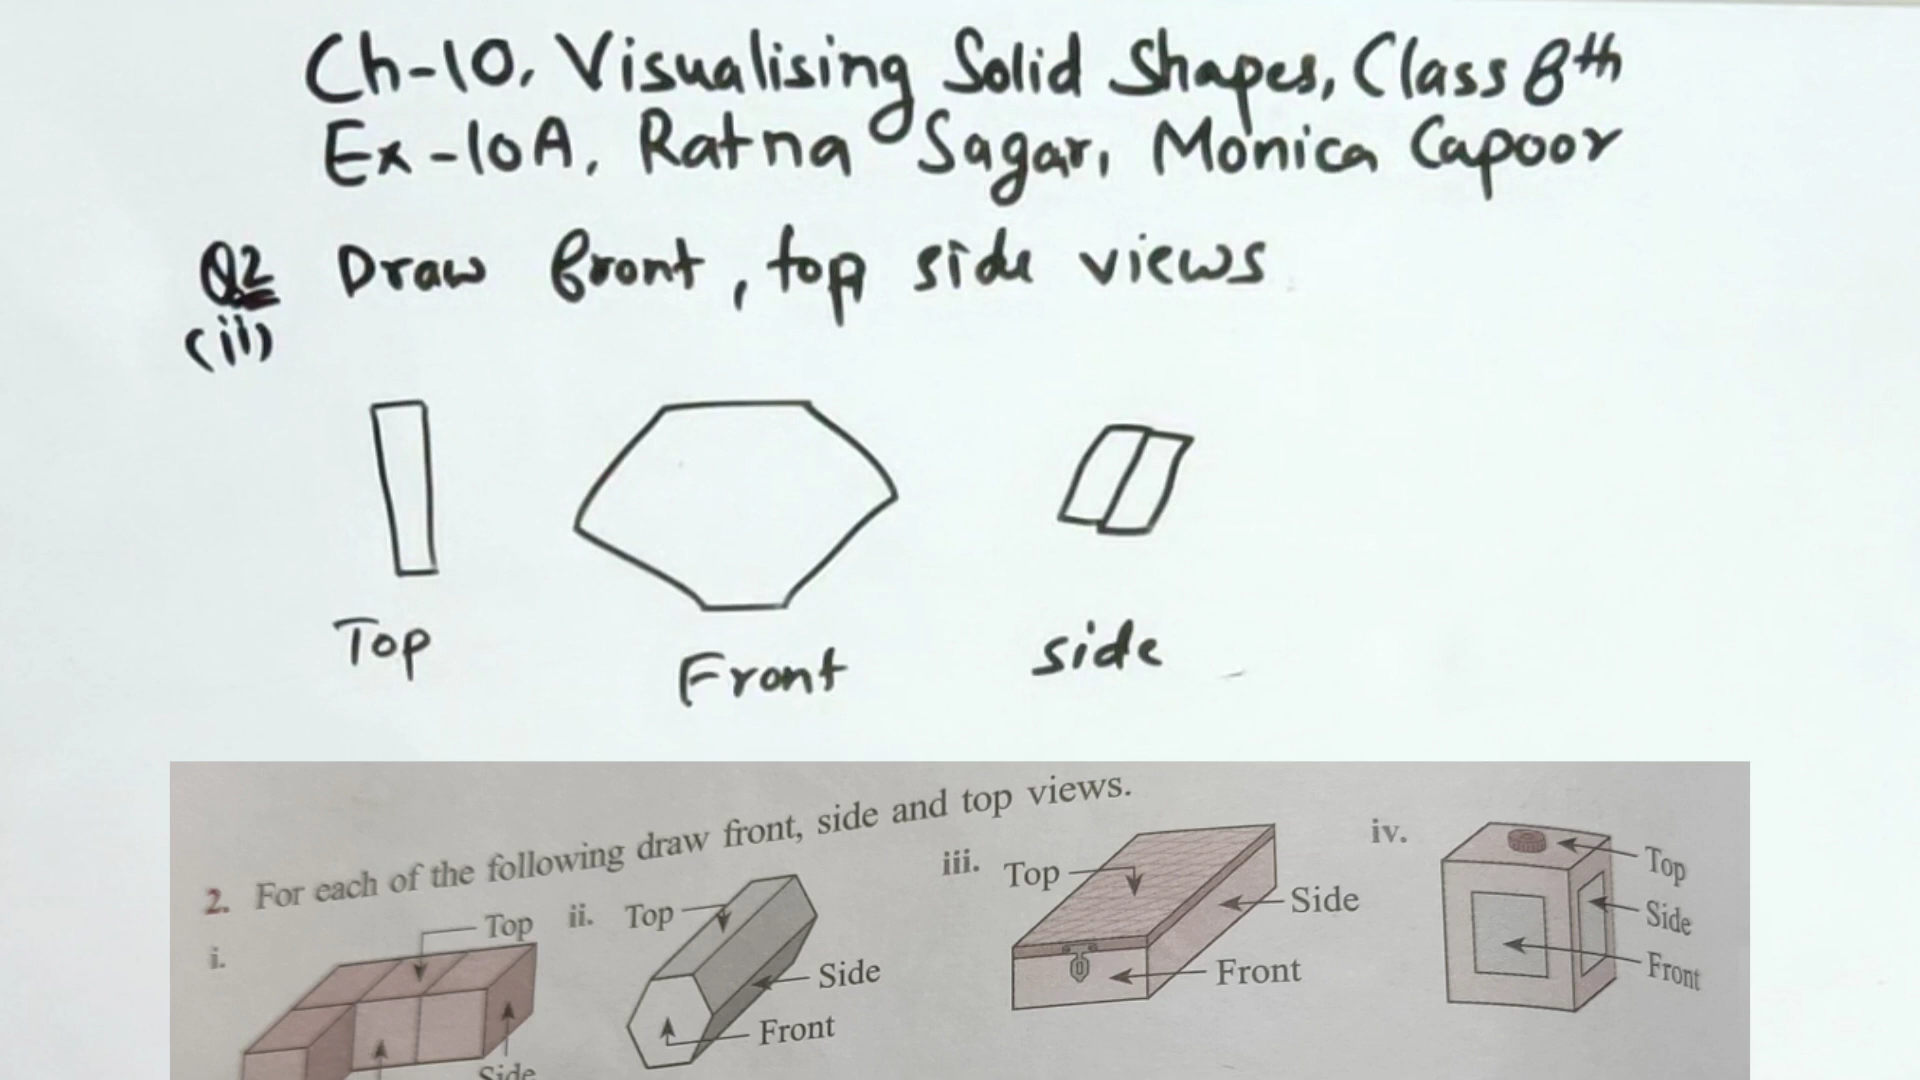 Ch-10, Visualising Solid Shapes, Class 8th
Ex-10A, Ratna Sagar, Monica Capoor
Q2 Draw front, top side views
(ii)
Top
Front
side
2. For each of the following draw front, side and top views.
i.
Top
Side
ii.
Top
Side
Front
iii.
Top
Side
Front
iv.
Top
Side
Front